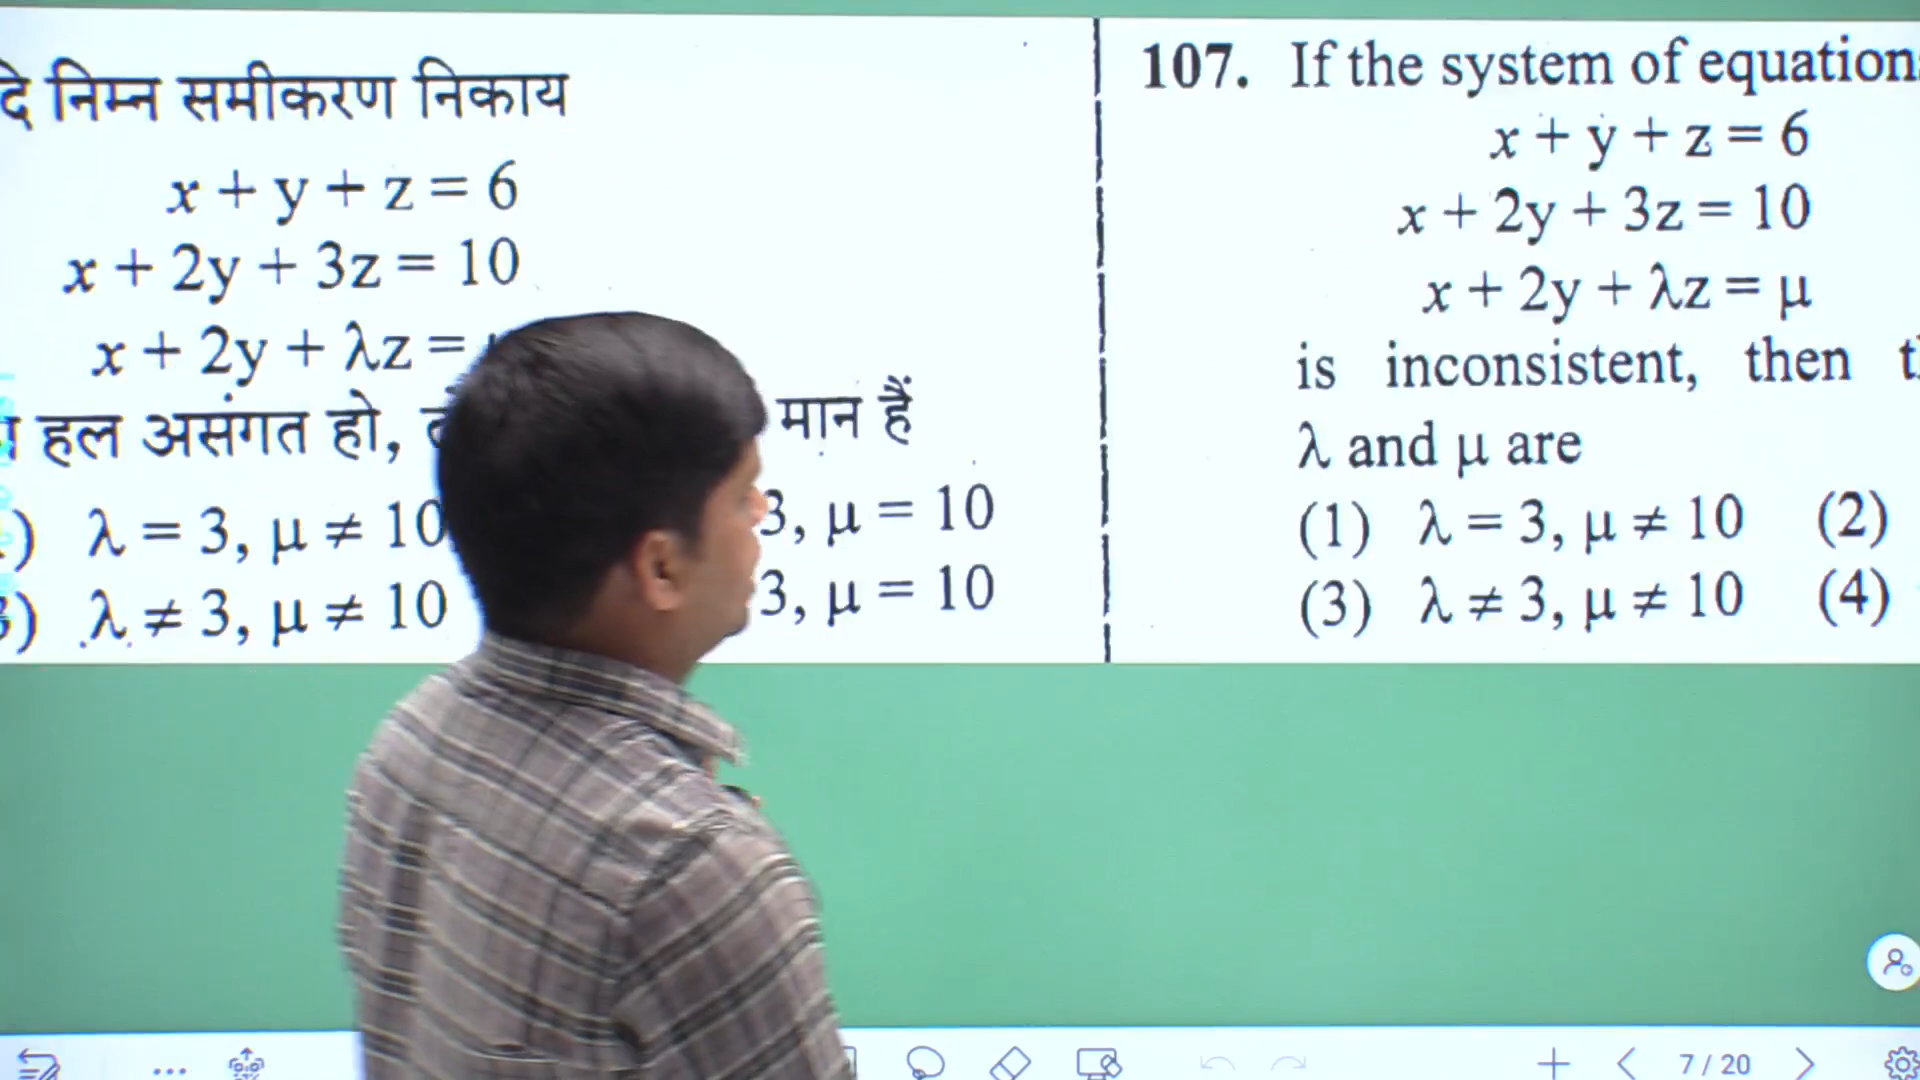 निम्न समीकरण निकाय
x + y + z = 6
x + 2y + 3z = 10
x + 2y + λz =
हल असंगत हो, मान हैं
λ = 3, μ ≠ 10
3, μ = 10
λ ≠ 3, μ ≠ 10
3, μ = 10
107. If the system of equation
x + y + z = 6
x + 2y + 3z = 10
x + 2y + λz = μ
is inconsistent, then
λ and μ are
(1) λ = 3, μ ≠ 10 (2)
(3) λ ≠ 3, μ ≠ 10 (4)
7 / 20